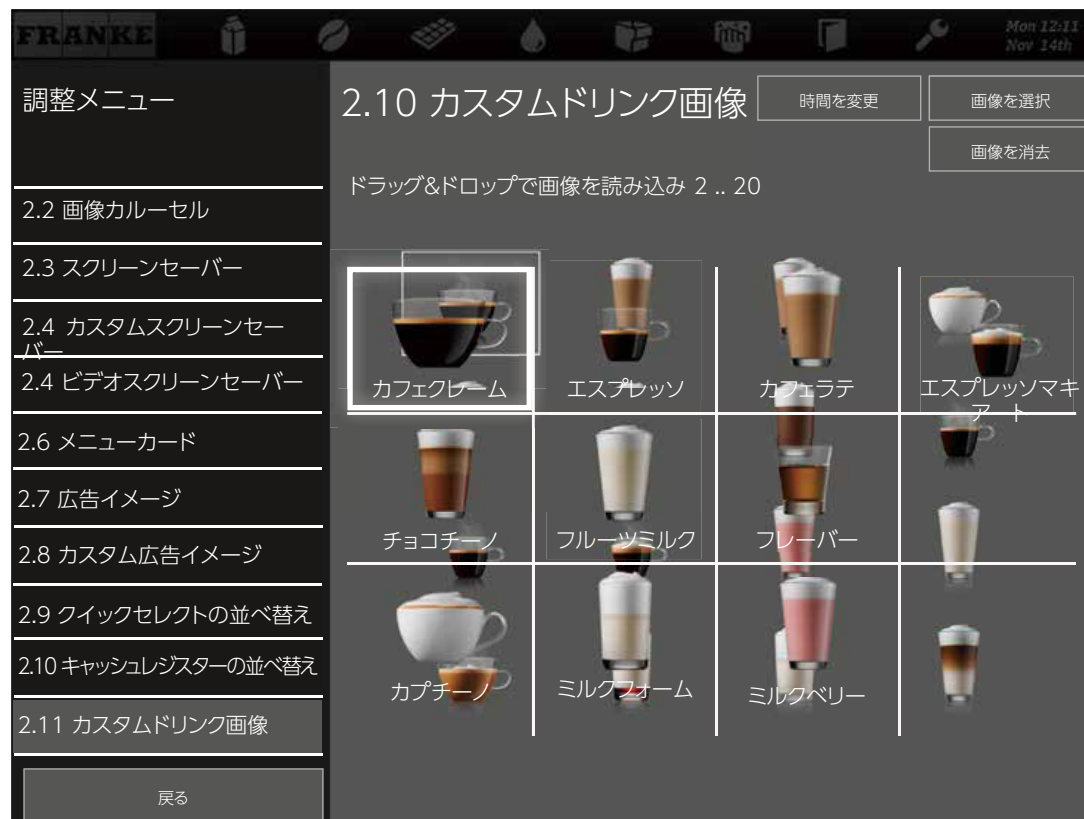 FRANKE
Mon 12:11
Nov 14th
調整メニュー
2.2 画像カルーセル
2.3 スクリーンセーバー
2.4 カスタムスクリーンセー
バー
2.4 ビデオスクリーンセーバー
2.6 メニューカード
2.7 広告イメージ
2.8 カスタム広告イメージ
2.9 クイックセレクトの並べ替え
2.10 キャッシュレジスターの並べ替え
2.11 カスタムドリンク画像
戻る
2.10 カスタムドリンク画像
時間を変更
画像を選択
画像を消去
ドラッグ&ドロップで画像を読み込み 2 .. 20
カフェクレーム
エスプレッソ
カフェラテ
エスプレッソマキ
アート
チョコチーノ
フルーツミルク
フレーバー
カプチーノ
ミルクフォーム
ミルクベリー